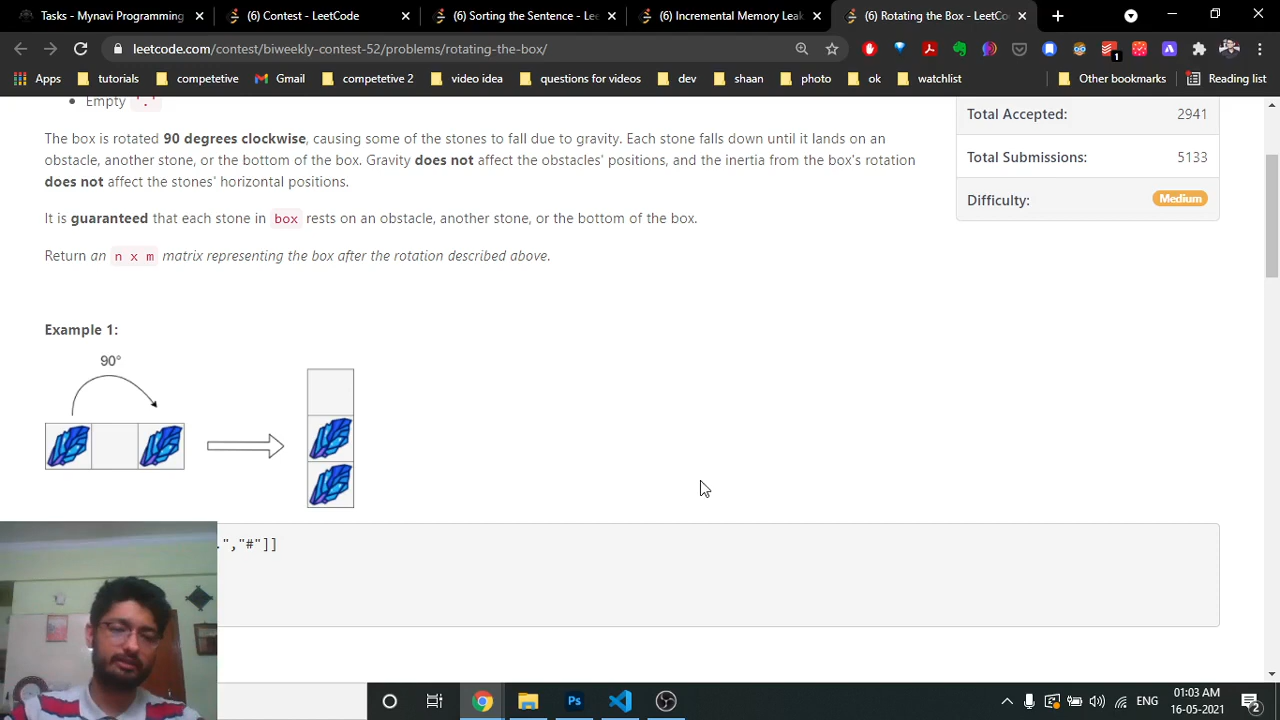 Tasks - Mynavi Programming
(6) Contest - LeetCode
(6) Sorting the Sentence - Lee
(6) Incremental Memory Leak
(6) Rotating the Box - LeetCo
leetcode.com/contest/biweekly-contest-52/problems/rotating-the-box/
1
Apps
tutorials
competetive
Gmail
competetive 2
video idea
questions for videos
dev
shaan
photo
ok
watchlist
Other bookmarks
Reading list
Empty '.'
The box is rotated 90 degrees clockwise, causing some of the stones to fall due to gravity. Each stone falls down until it lands on an
obstacle, another stone, or the bottom of the box. Gravity does not affect the obstacles' positions, and the inertia from the box's rotation
does not affect the stones' horizontal positions.
It is guaranteed that each stone in box rests on an obstacle, another stone, or the bottom of the box.
Return an n x m matrix representing the box after the rotation described above.
Total Accepted: 2941
Total Submissions: 5133
Difficulty: Medium
Example 1:
90°
.","#"]]
ENG
01:03 AM
16-05-2021
2